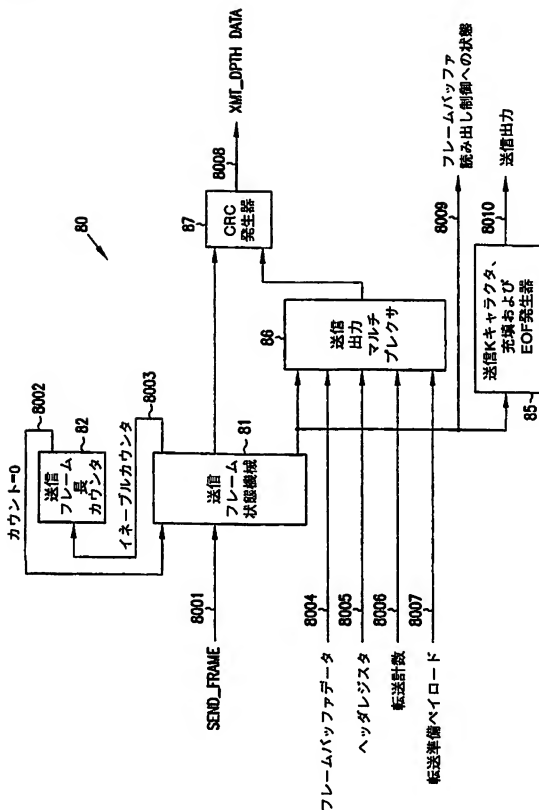 80
カウント=0
8002
82
送信
フレーム
長
カウンタ
イネーブルカウンタ
8003
81
送信
フレーム
状態機械
SEND_FRAME
8001
87
CRC
発生器
8008
XMT_DPTH DATA
86
送信
出力
マルチ
プレクサ
フレームバッファデータ
8004
ヘッダレジスタ
8005
転送計数
8006
転送準備ペイロード
8007
フレームバッファ
読み出し制御への状態
8009
送信出力
8010
送信Kキャラクタ、
充填および
EOF発生器
85